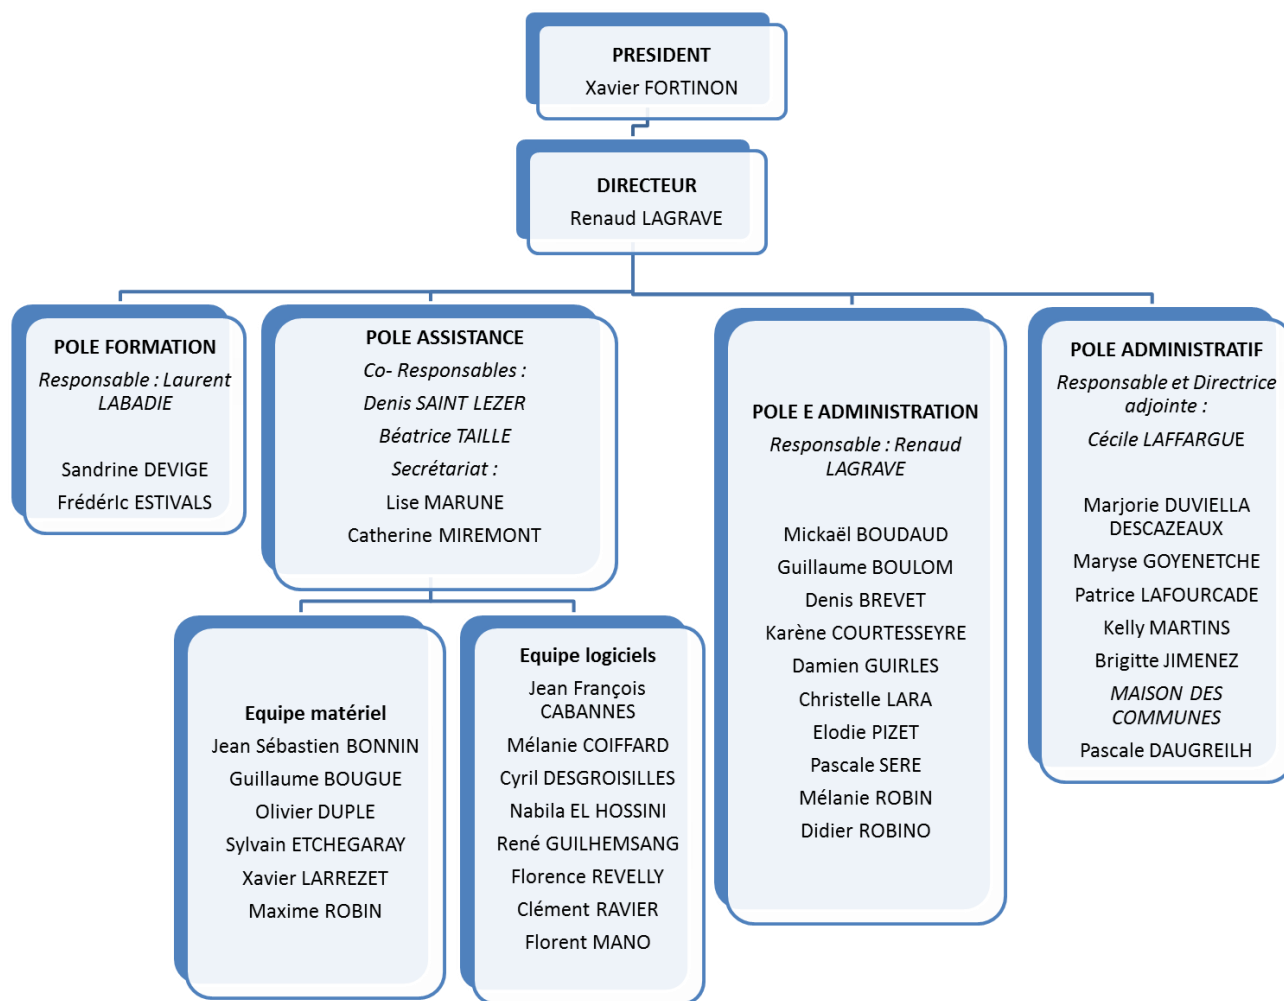 PRESIDENT
Xavier FORTINON
DIRECTEUR
Renaud LAGRAVE
POLE FORMATION
Responsable : Laurent
LABADIE
Sandrine DEVIGE
FrédérIc ESTIVALS
POLE ASSISTANCE
Co- Responsables :
Denis SAINT LEZER
Béatrice TAILLE
Secrétariat :
Lise MARUNE
Catherine MIREMONT
Equipe matériel
Jean Sébastien BONNIN
Guillaume BOUGUE
Olivier DUPLE
Sylvain ETCHEGARAY
Xavier LARREZET
Maxime ROBIN
Equipe logiciels
Jean François
CABANNES
Mélanie COIFFARD
Cyril DESGROISILLES
Nabila EL HOSSINI
René GUILHEMSANG
Florence REVELLY
Clément RAVIER
Florent MANO
POLE E ADMINISTRATION
Responsable : Renaud
LAGRAVE
Mickaël BOUDAUD
Guillaume BOULOM
Denis BREVET
Karène COURTESSEYRE
Damien GUIRLES
Christelle LARA
Elodie PIZET
Pascale SERE
Mélanie ROBIN
Didier ROBINO
POLE ADMINISTRATIF
Responsable et Directrice
adjointe :
Cécile LAFFARGUE
Marjorie DUVIELLA
DESCAZEAUX
Maryse GOYENETCHE
Patrice LAFOURCADE
Kelly MARTINS
Brigitte JIMENEZ
MAISON DES
COMMUNES
Pascale DAUGREILH